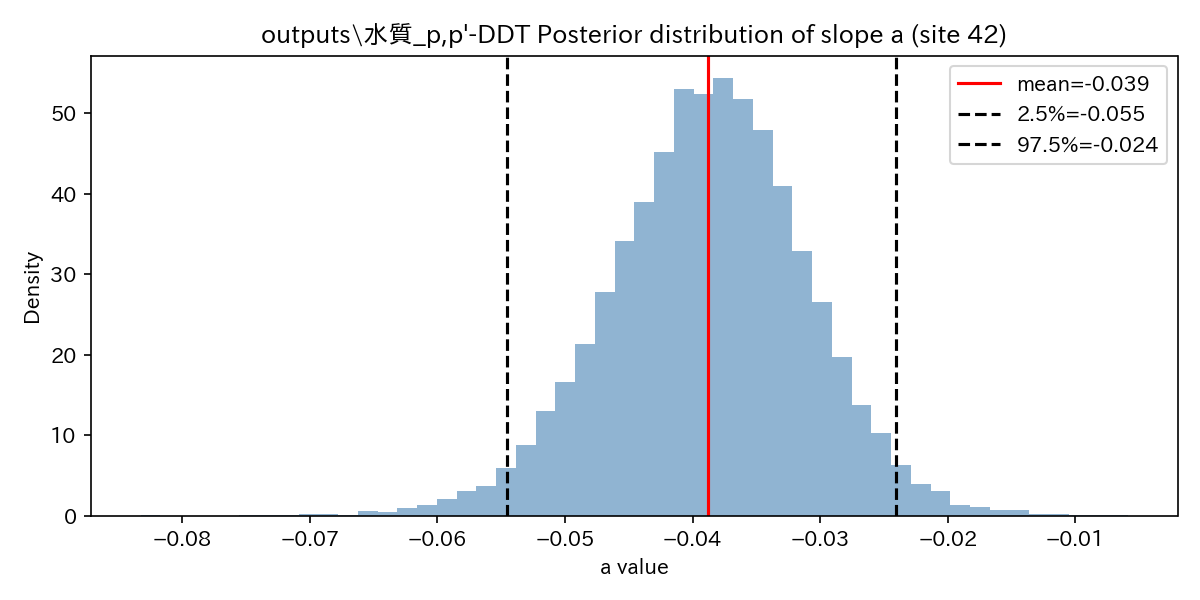 outputs\水質_p,p'-DDT Posterior distribution of slope a (site 42)
mean=-0.039
2.5%=-0.055
97.5%=-0.024
Density
50
40
30
20
10
0
−0.08 −0.07 −0.06 −0.05 −0.04 −0.03 −0.02 −0.01
a value